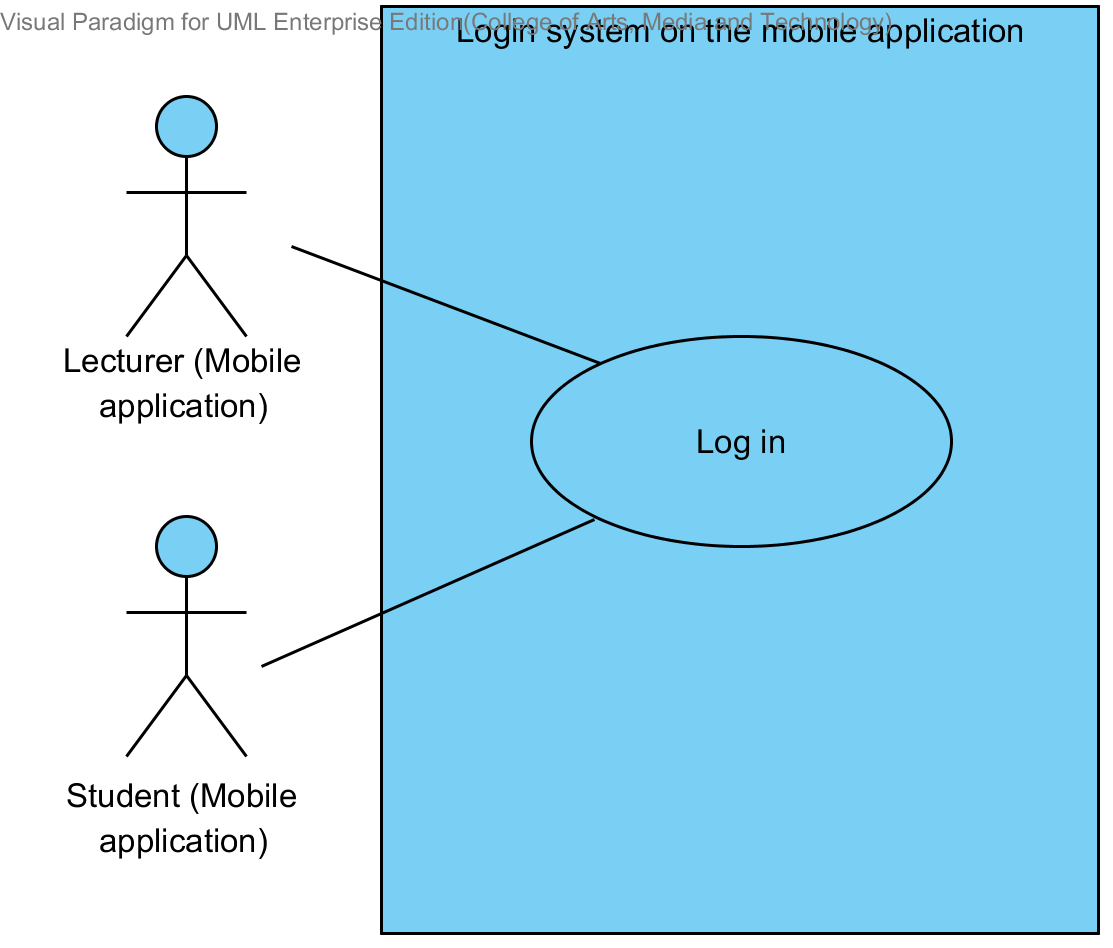 Visual Paradigm for UML Enterprise Edition(College of Arts, Media and Technology)
Login system on the mobile application
Lecturer (Mobile
application)
Log in
Student (Mobile
application)